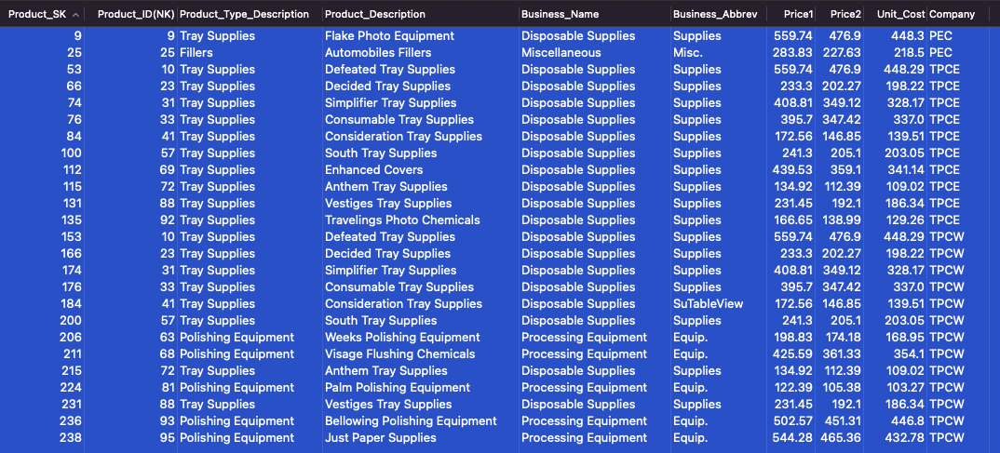 Product_SK Product_ID(NK) Product_Type_Description Product_Description Business_Name Business_Abbrev Price1 Price2 Unit_Cost Company
9 9 Tray Supplies Flake Photo Equipment Disposable Supplies Supplies 559.74 476.9 448.3 PEC
25 25 Fillers Automobiles Fillers Miscellaneous Misc. 283.83 227.63 218.5 PEC
53 10 Tray Supplies Defeated Tray Supplies Disposable Supplies Supplies 559.74 476.9 448.29 TPCE
66 23 Tray Supplies Decided Tray Supplies Disposable Supplies Supplies 233.3 202.27 198.22 TPCE
74 31 Tray Supplies Simplifier Tray Supplies Disposable Supplies Supplies 408.81 349.12 328.17 TPCE
76 33 Tray Supplies Consumable Tray Supplies Disposable Supplies Supplies 395.7 347.42 337.0 TPCE
84 41 Tray Supplies Consideration Tray Supplies Disposable Supplies Supplies 172.56 146.85 139.51 TPCE
100 57 Tray Supplies South Tray Supplies Disposable Supplies Supplies 241.3 205.1 203.05 TPCE
112 69 Tray Supplies Enhanced Covers Disposable Supplies Supplies 439.53 359.1 341.14 TPCE
115 72 Tray Supplies Anthem Tray Supplies Disposable Supplies Supplies 134.92 112.39 109.02 TPCE
131 88 Tray Supplies Vestiges Tray Supplies Disposable Supplies Supplies 231.45 192.1 186.34 TPCE
135 92 Tray Supplies Travelings Photo Chemicals Disposable Supplies Supplies 166.65 138.99 129.26 TPCE
153 10 Tray Supplies Defeated Tray Supplies Disposable Supplies Supplies 559.74 476.9 448.29 TPCW
166 23 Tray Supplies Decided Tray Supplies Disposable Supplies Supplies 233.3 202.27 198.22 TPCW
174 31 Tray Supplies Simplifier Tray Supplies Disposable Supplies Supplies 408.81 349.12 328.17 TPCW
176 33 Tray Supplies Consumable Tray Supplies Disposable Supplies Supplies 395.7 347.42 337.0 TPCW
184 41 Tray Supplies Consideration Tray Supplies Disposable Supplies SuTableView 172.56 146.85 139.51 TPCW
200 57 Tray Supplies South Tray Supplies Disposable Supplies Supplies 241.3 205.1 203.05 TPCW
206 63 Polishing Equipment Weeks Polishing Equipment Processing Equipment Equip. 198.83 174.18 168.95 TPCW
211 68 Polishing Equipment Visage Flushing Chemicals Processing Equipment Equip. 425.59 361.33 354.1 TPCW
215 72 Tray Supplies Anthem Tray Supplies Disposable Supplies Supplies 134.92 112.39 109.02 TPCW
224 81 Polishing Equipment Palm Polishing Equipment Processing Equipment Equip. 122.39 105.38 103.27 TPCW
231 88 Tray Supplies Vestiges Tray Supplies Disposable Supplies Supplies 231.45 192.1 186.34 TPCW
236 93 Polishing Equipment Bellowing Polishing Equipment Processing Equipment Equip. 502.57 451.31 446.8 TPCW
238 95 Polishing Equipment Just Paper Supplies Processing Equipment Equip. 544.28 465.36 432.78 TPCW